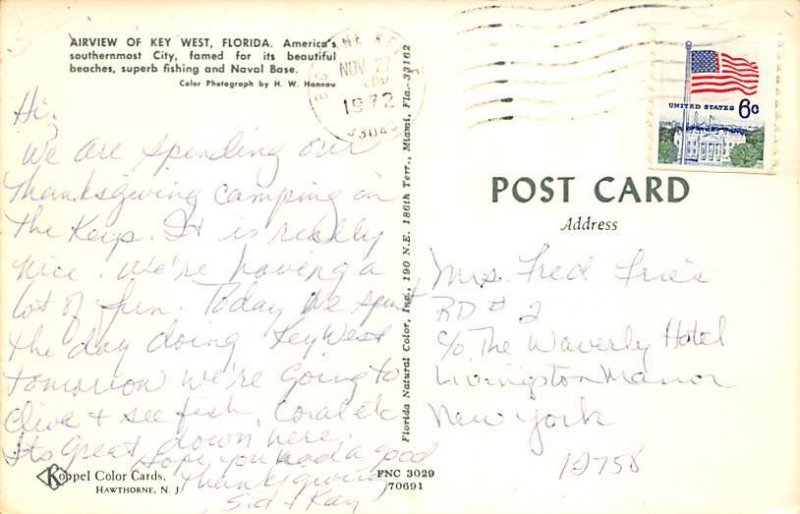 AIRVIEW OF KEY WEST, FLORIDA. America's
southernmost City, famed for its beautiful
beaches, superb fishing and Naval Base.
Color Photograph by H. W. Hannau
NOV 27
PM
1972
Hi,
We are spending our
Thanksgiving camping in
the Keys. It is really
nice. We're having a
lot of fun. Today we spent
the day doing Key West
tomorrow we're going to
dive + see fish, Coral etc
Its great down here.
Hope you had a good
Thanksgiving
Sid + Kay
Koppel Color Cards,
HAWTHORNE, N. J.
FNC 3029
70691
Florida Natural Color, Inc., 190 N.E. 186th Terr., Miami, Fla.-33162
UNITED STATES 6c
POST CARD
Address
Mrs. Fred Fries
RD # 2
c/o The Waverly Hotel
Livingston Manor
New York
12758